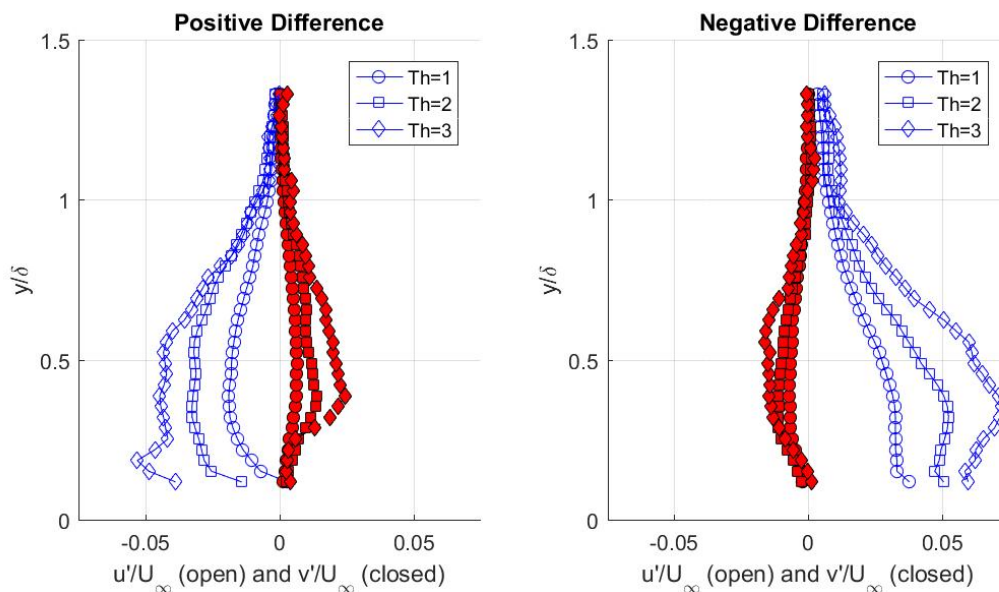 Positive Difference
1.5
1
0.5
0
y/δ
-0.05 0 0.05
u'/U∞ (open) and v'/U∞ (closed)
Th=1
Th=2
Th=3
Negative Difference
1.5
1
0.5
0
y/δ
-0.05 0 0.05
u'/U∞ (open) and v'/U∞ (closed)
Th=1
Th=2
Th=3